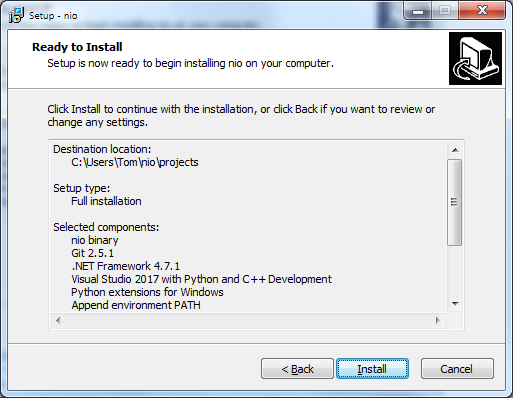 Setup - nio
Ready to Install
Setup is now ready to begin installing nio on your computer.
Click Install to continue with the installation, or click Back if you want to review or
change any settings.
Destination location:
C:\Users\Tom\nio\projects
Setup type:
Full installation
Selected components:
nio binary
Git 2.5.1
.NET Framework 4.7.1
Visual Studio 2017 with Python and C++ Development
Python extensions for Windows
Append environment PATH
< Back
Install
Cancel